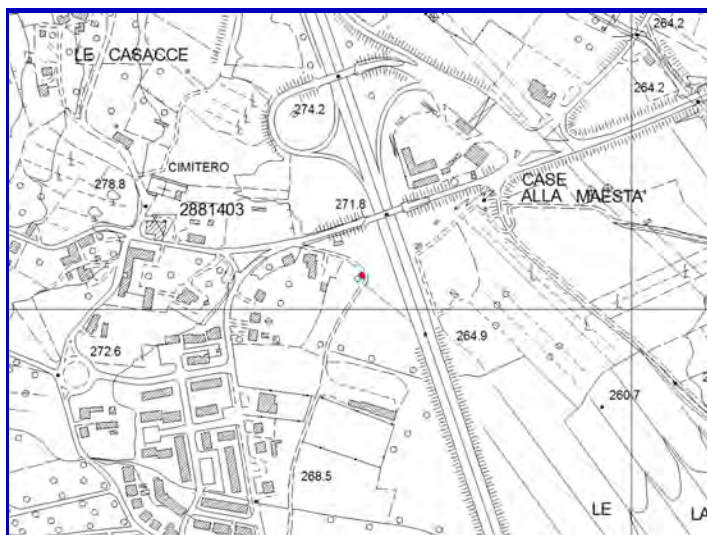 264.2
LE CASACCE
274.2
264.2
CIMITERO
278.8
CASE
ALLA MAESTA'
2881403
271.8
272.6
264.9
260.7
268.5
LE
LA